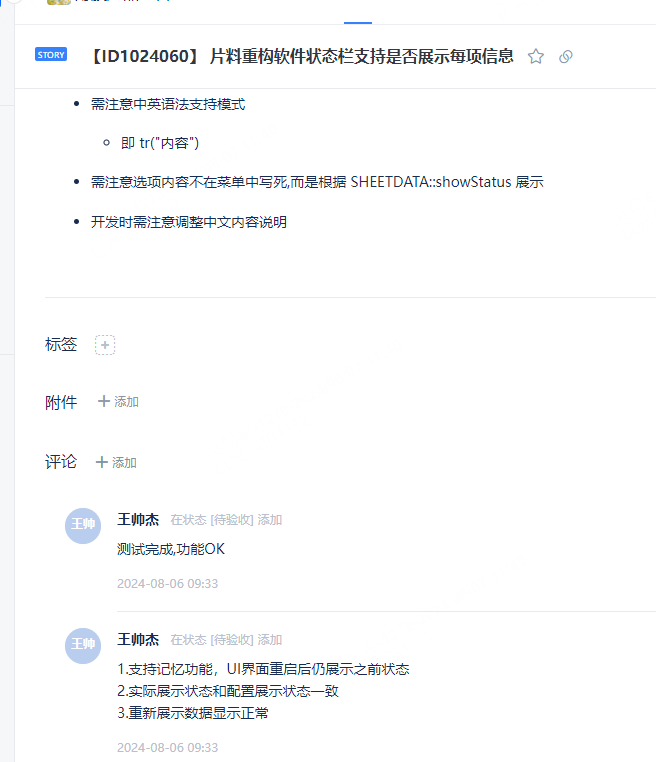 STORY 【ID1024060】 片料重构软件状态栏支持是否展示每项信息
需注意中英语法支持模式
即 tr("内容")
需注意选项内容不在菜单中写死,而是根据 SHEETDATA::showStatus 展示
开发时需注意调整中文内容说明
标签
附件 添加
评论 添加
王帅 王帅杰 在状态 [待验收] 添加
测试完成,功能OK
2024-08-06 09:33
王帅 王帅杰 在状态 [待验收] 添加
1.支持记忆功能，UI界面重启后仍展示之前状态
2.实际展示状态和配置展示状态一致
3.重新展示数据显示正常
2024-08-06 09:33